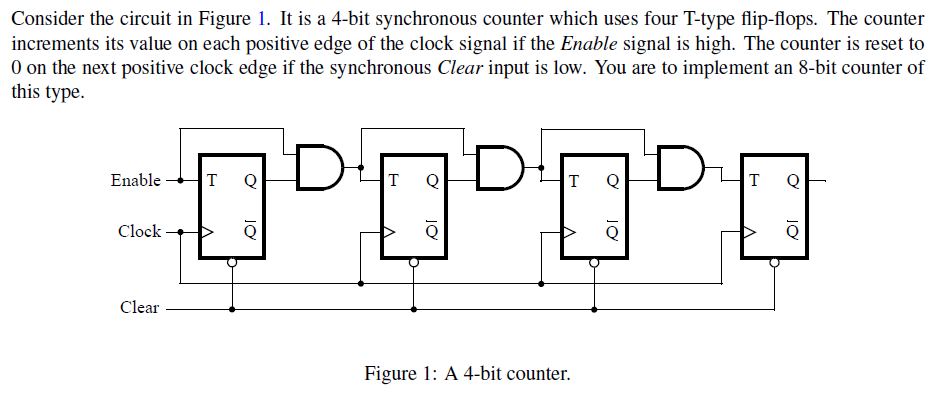 Consider the circuit in Figure 1. It is a 4-bit synchronous counter which uses four T-type flip-flops. The counter
increments its value on each positive edge of the clock signal if the Enable signal is high. The counter is reset to
0 on the next positive clock edge if the synchronous Clear input is low. You are to implement an 8-bit counter of
this type.
Enable T Q T Q T Q T Q
Clock Q̅ Q̅ Q̅ Q̅
Clear
Figure 1: A 4-bit counter.